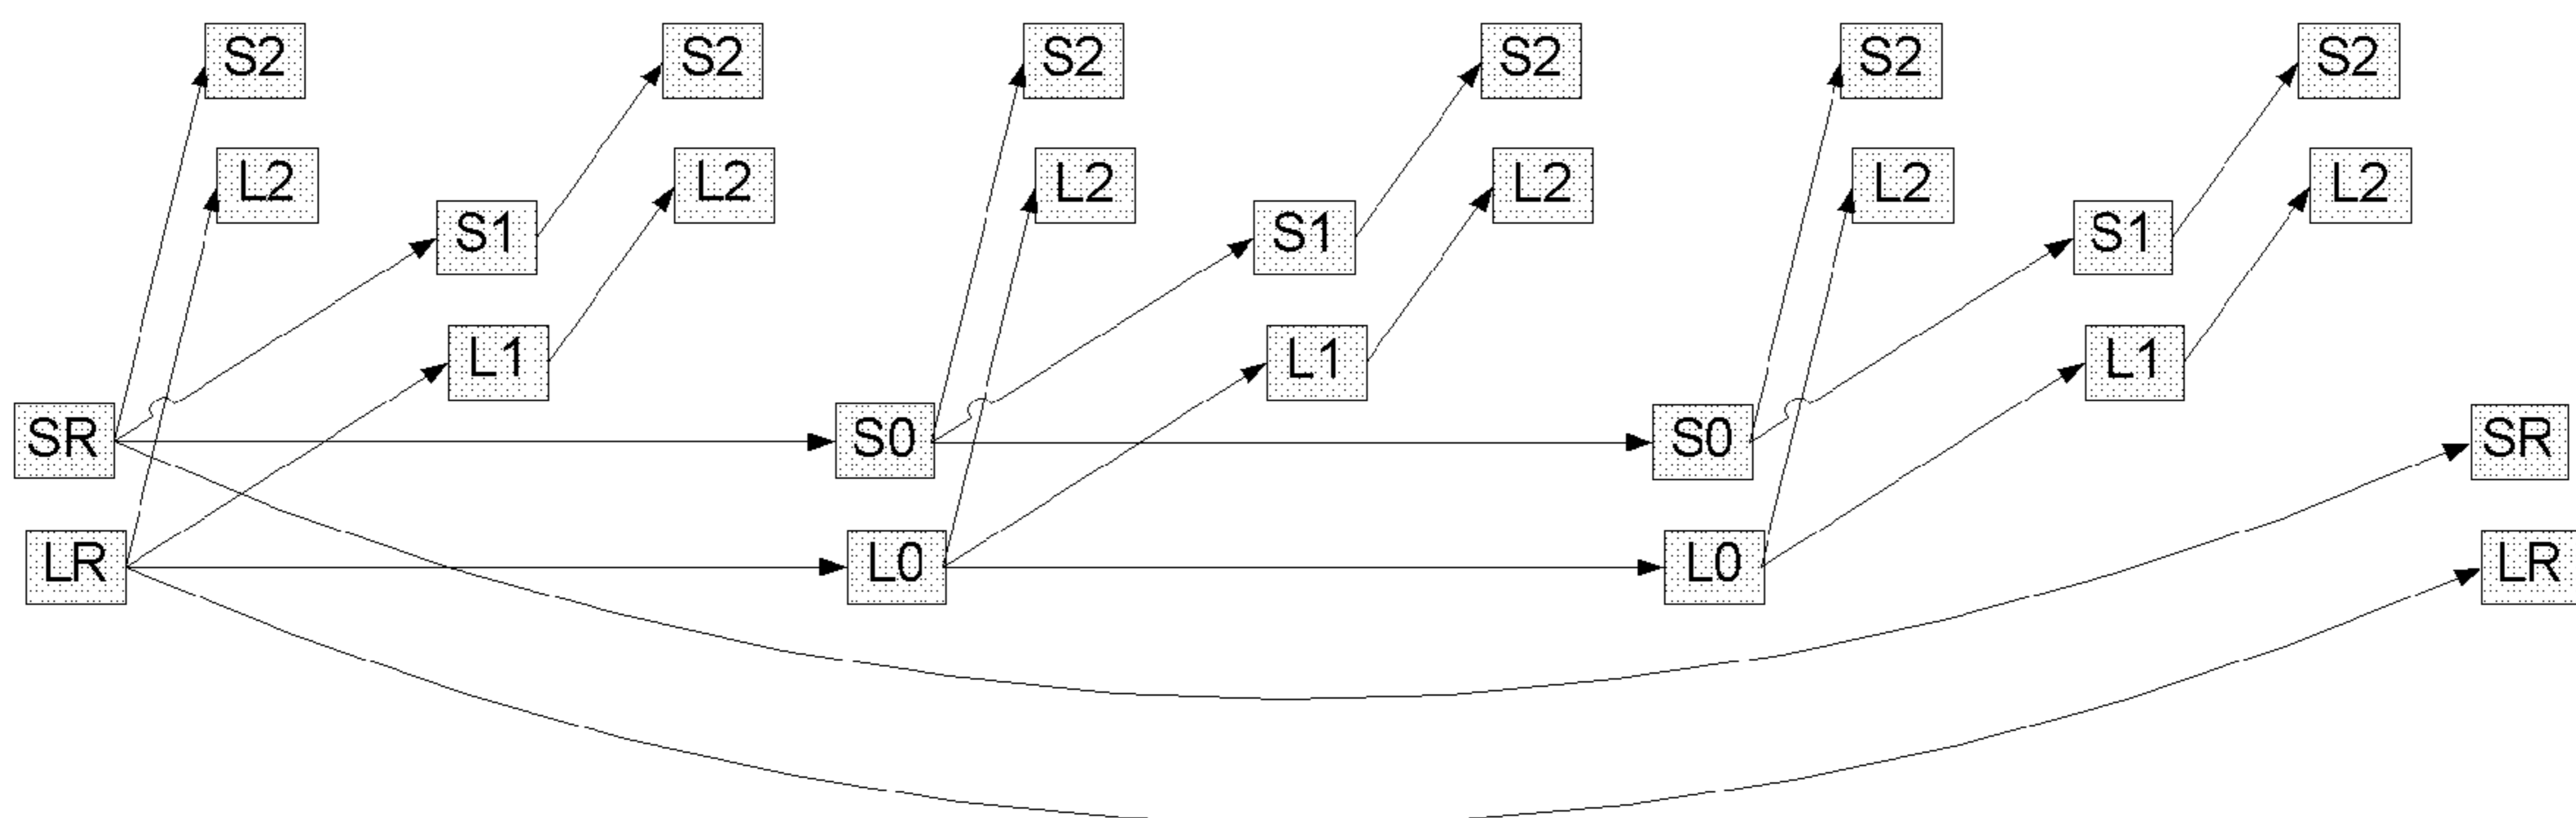 S2 S2 S2 S2 S2 S2
L2 L2 L2 L2 L2 L2
S1 S1 S1
L1 L1 L1
SR S0 S0 SR
LR L0 L0 LR